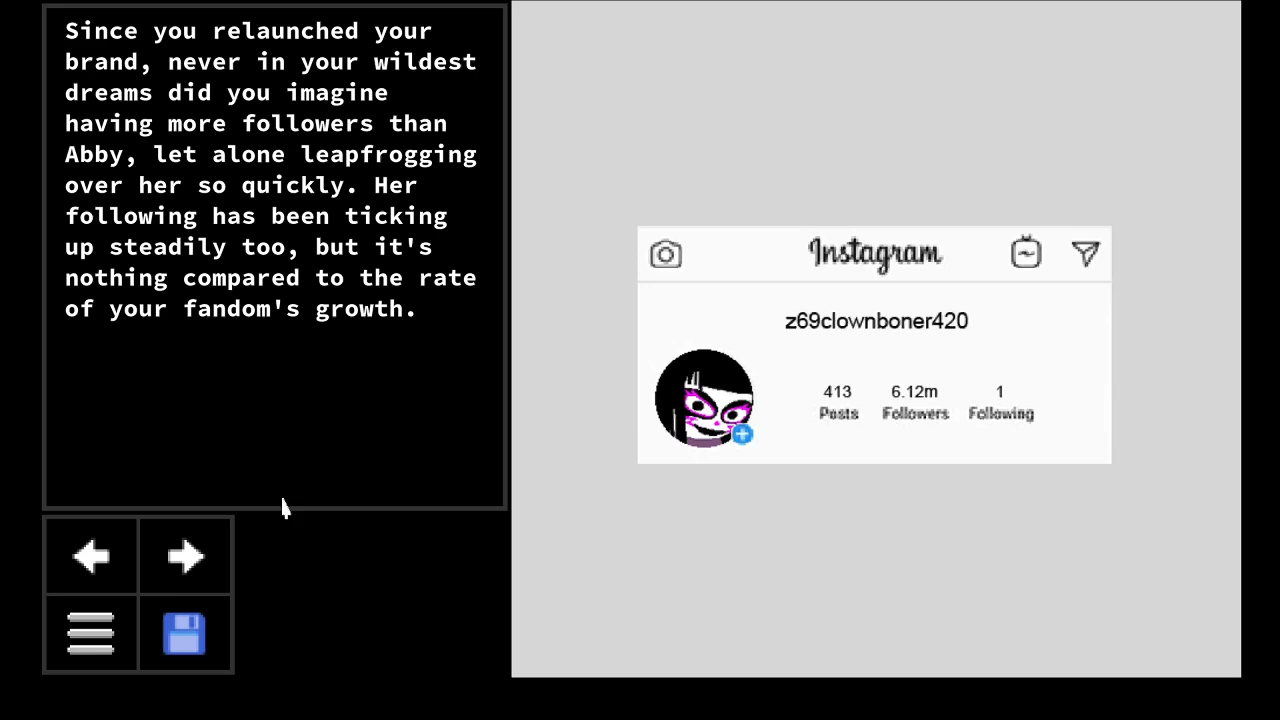 Since you relaunched your
brand, never in your wildest
dreams did you imagine
having more followers than
Abby, let alone leapfrogging
over her so quickly. Her
following has been ticking
up steadily too, but it's
nothing compared to the rate
of your fandom's growth.
Instagram
z69clownboner420
413 6.12m 1
Posts Followers Following